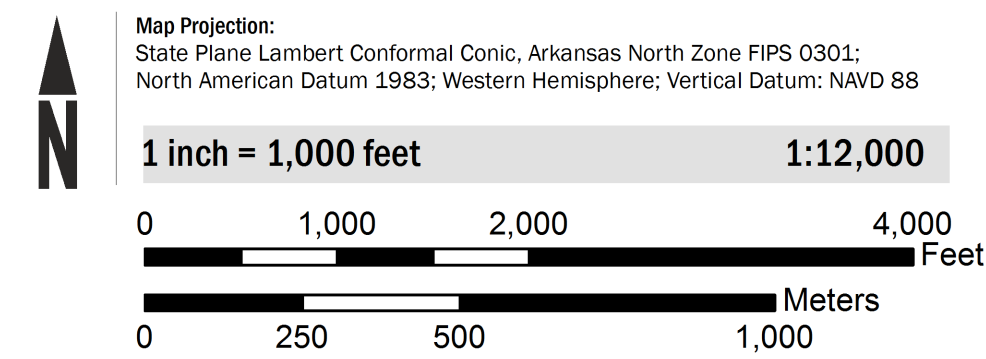 N
Map Projection:
State Plane Lambert Conformal Conic, Arkansas North Zone FIPS 0301;
North American Datum 1983; Western Hemisphere; Vertical Datum: NAVD 88
1 inch = 1,000 feet 1:12,000
0 1,000 2,000 4,000
Feet
Meters
0 250 500 1,000